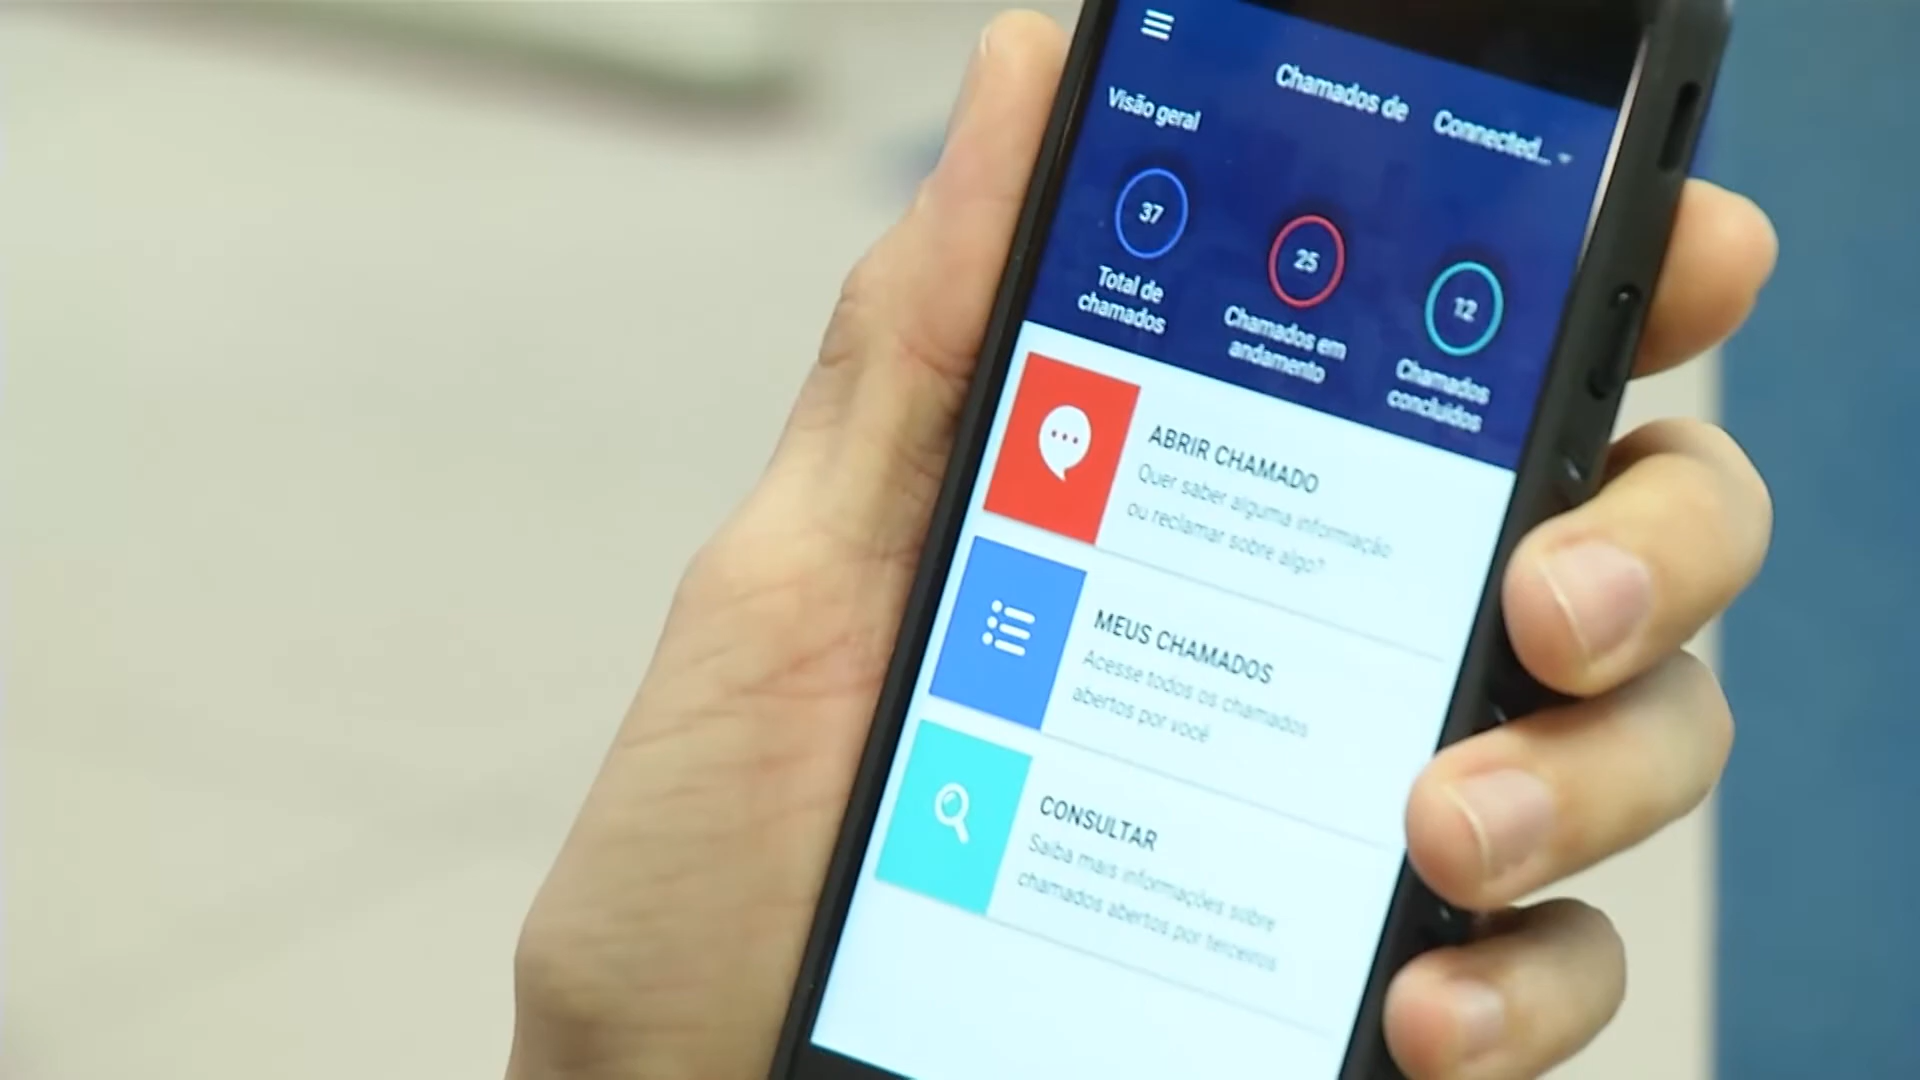 Chamados de Connected...
Visão geral
37
Total de
chamados
25
Chamados em
andamento
12
Chamados
concluídos
ABRIR CHAMADO
Quer saber alguma informação
ou reclamar sobre algo?
MEUS CHAMADOS
Acesse todos os chamados
abertos por você
CONSULTAR
Saiba mais informações sobre
chamados abertos por terceiros